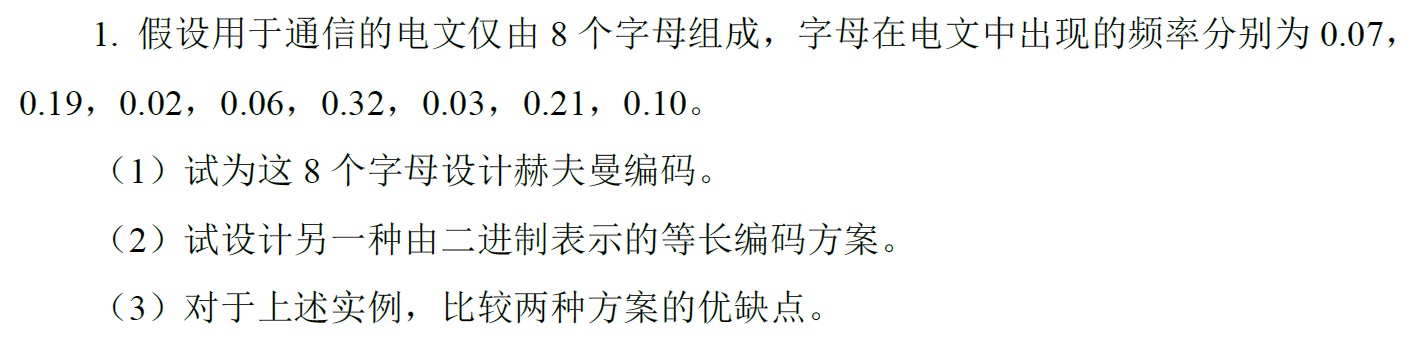 1. 假设用于通信的电文仅由 8 个字母组成，字母在电文中出现的频率分别为 0.07，
0.19，0.02，0.06，0.32，0.03，0.21，0.10。
（1）试为这 8 个字母设计赫夫曼编码。
（2）试设计另一种由二进制表示的等长编码方案。
（3）对于上述实例，比较两种方案的优缺点。